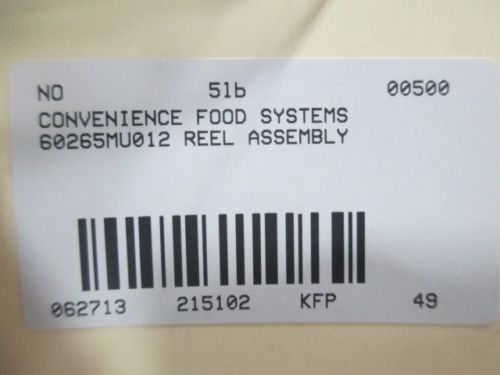 NO 51b 00500
CONVENIENCE FOOD SYSTEMS
60265MU012 REEL ASSEMBLY
062713 215102 KFP 49